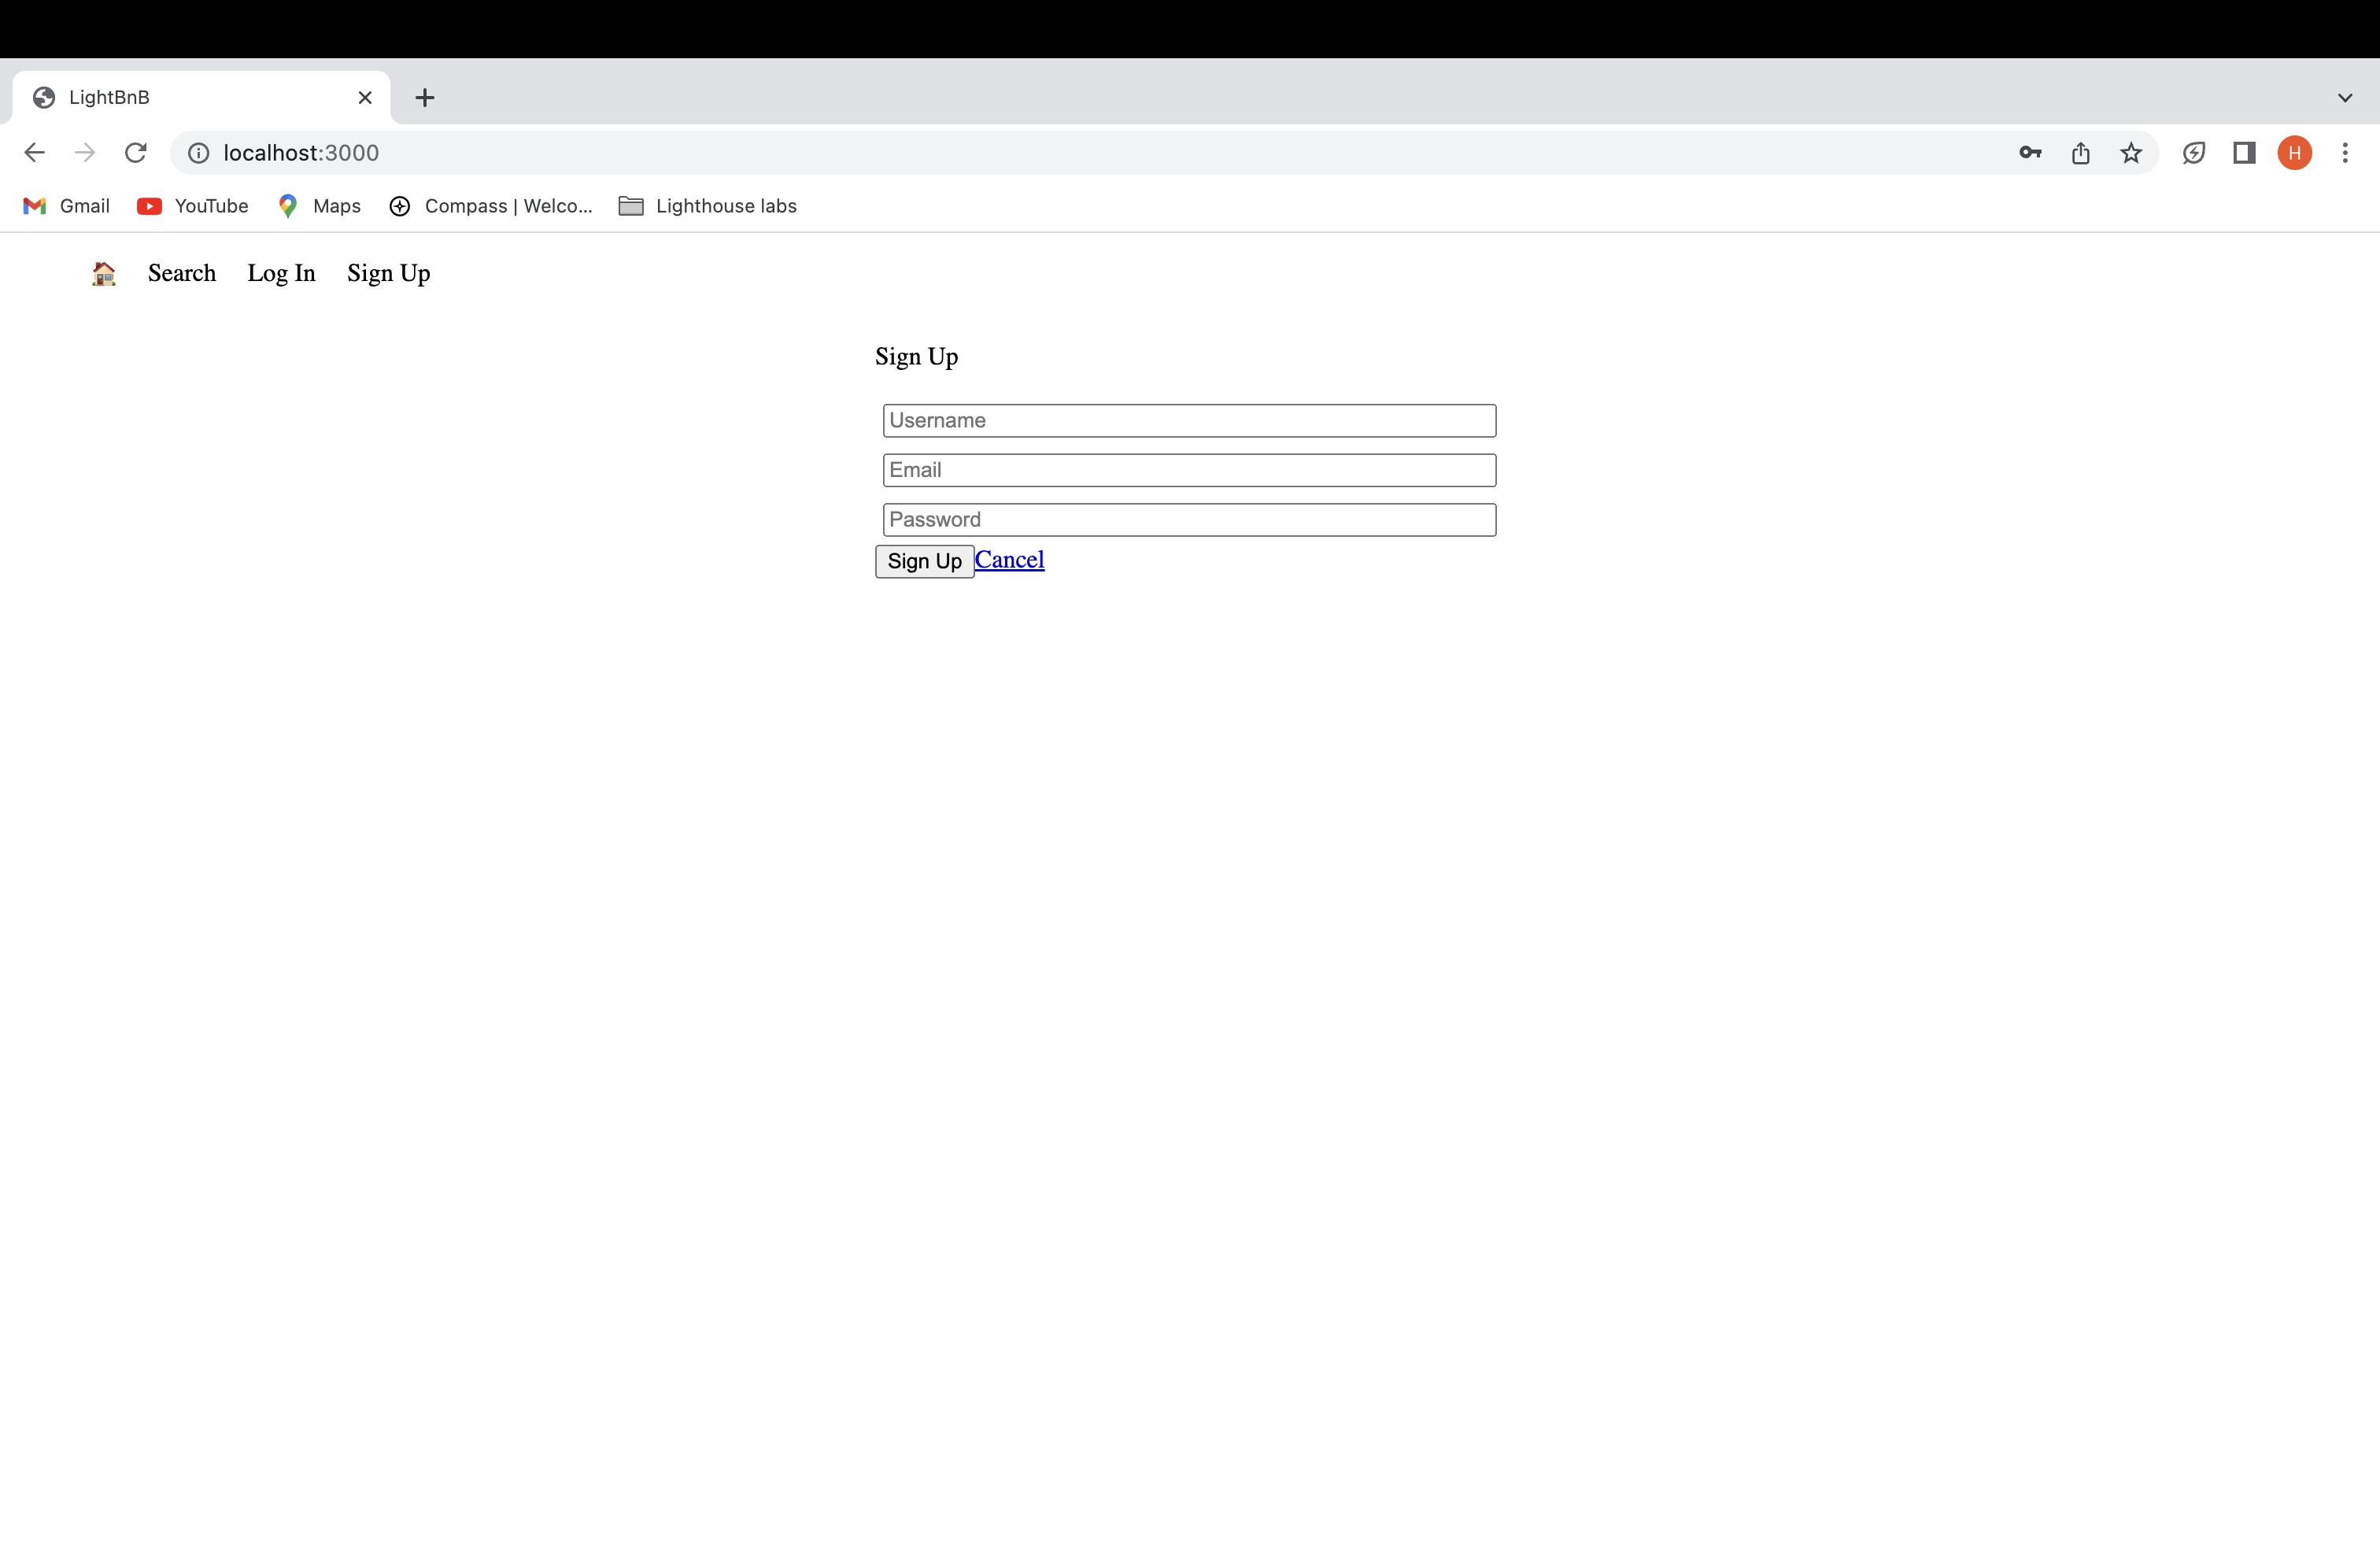 LightBnB
localhost:3000
Gmail YouTube Maps Compass | Welco... Lighthouse labs
H
Search Log In Sign Up
Sign Up
Username
Email
Password
Sign Up Cancel